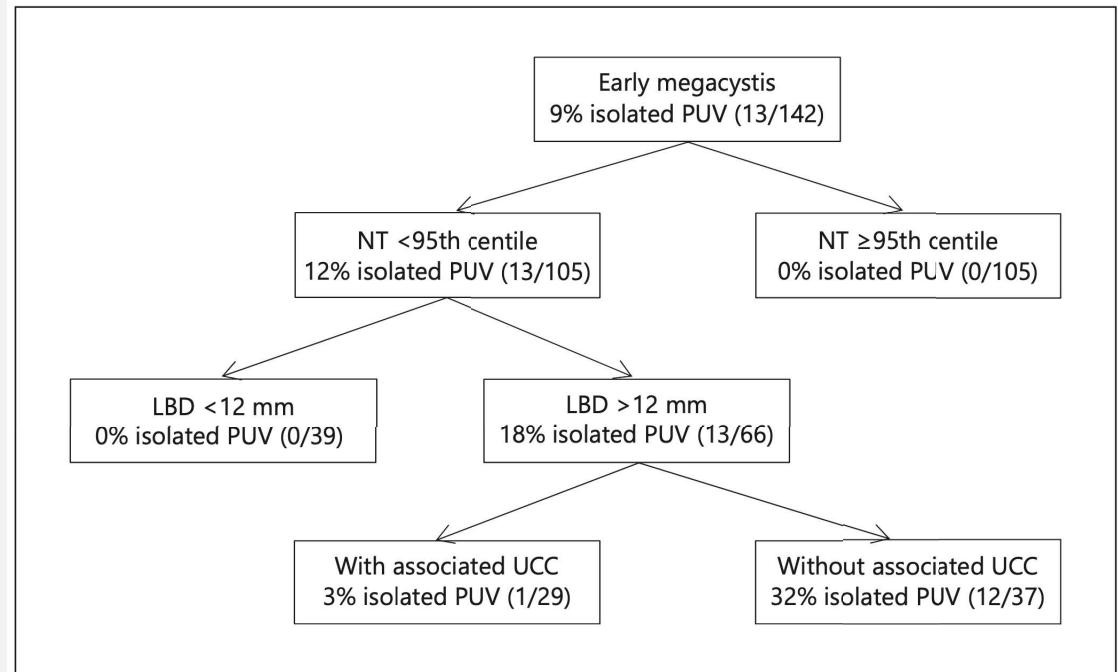 Early megacystis
9% isolated PUV (13/142)
NT <95th centile
12% isolated PUV (13/105)
NT ≥95th centile
0% isolated PUV (0/105)
LBD <12 mm
0% isolated PUV (0/39)
LBD >12 mm
18% isolated PUV (13/66)
With associated UCC
3% isolated PUV (1/29)
Without associated UCC
32% isolated PUV (12/37)